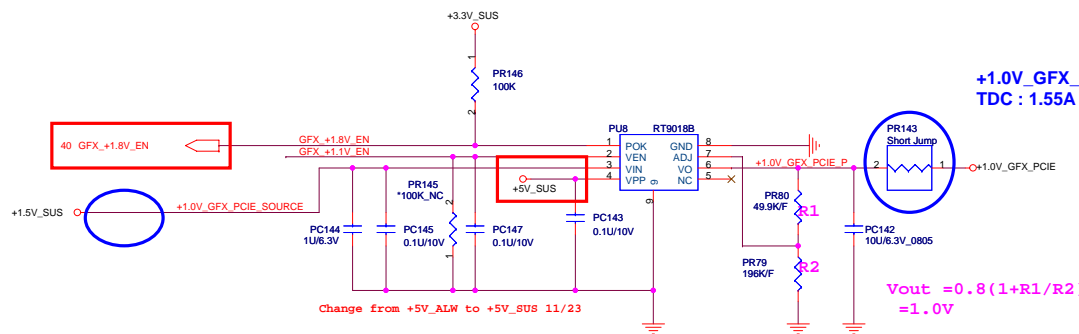 +3.3V_SUS
1
PR146
100K
2
+1.0V_GFX_
TDC : 1.55A
40 GFX_+1.8V_EN
GFX_+1.8V_EN
GFX_+1.1V_EN
PU8 RT9018B
1 POK GND 8
2 VEN ADJ 7
3 VIN VO 6
4 VPP NC 5
9
9
+1.0V_GFX_PCIE_P
PR143
Short Jump
2 1
+1.0V_GFX_PCIE
+5V_SUS
+1.5V_SUS
+1.0V_GFX_PCIE_SOURCE
PR145
*100K_NC
2
1
PC144
1U/6.3V
PC145
0.1U/10V
PC147
0.1U/10V
PC143
0.1U/10V
PR80
49.9K/F
R1
PR79
196K/F
R2
PC142
10U/6.3V_0805
Vout =0.8(1+R1/R2)
=1.0V
Change from +5V_ALW to +5V_SUS 11/23